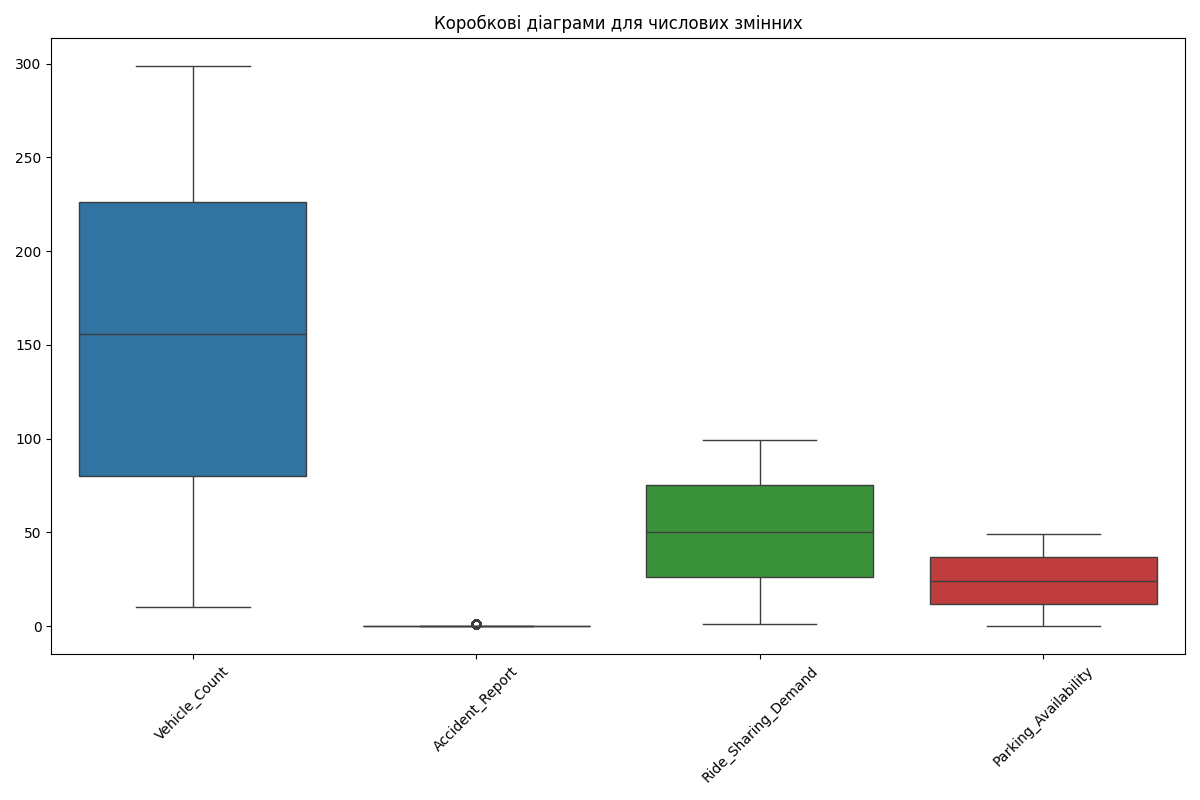 Коробкові діаграми для числових змінних
300
250
200
150
100
50
0
Vehicle_Count
Accident_Report
Ride_Sharing_Demand
Parking_Availability